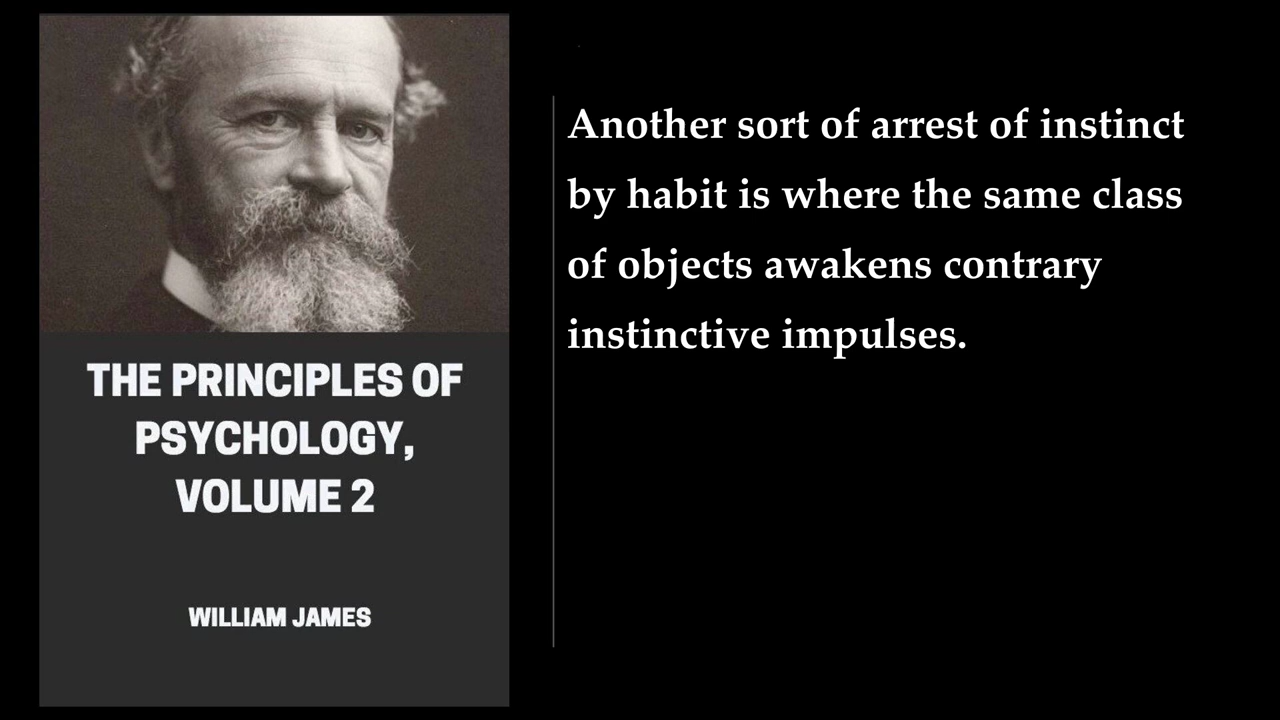 THE PRINCIPLES OF
PSYCHOLOGY,
VOLUME 2
WILLIAM JAMES
Another sort of arrest of instinct
by habit is where the same class
of objects awakens contrary
instinctive impulses.